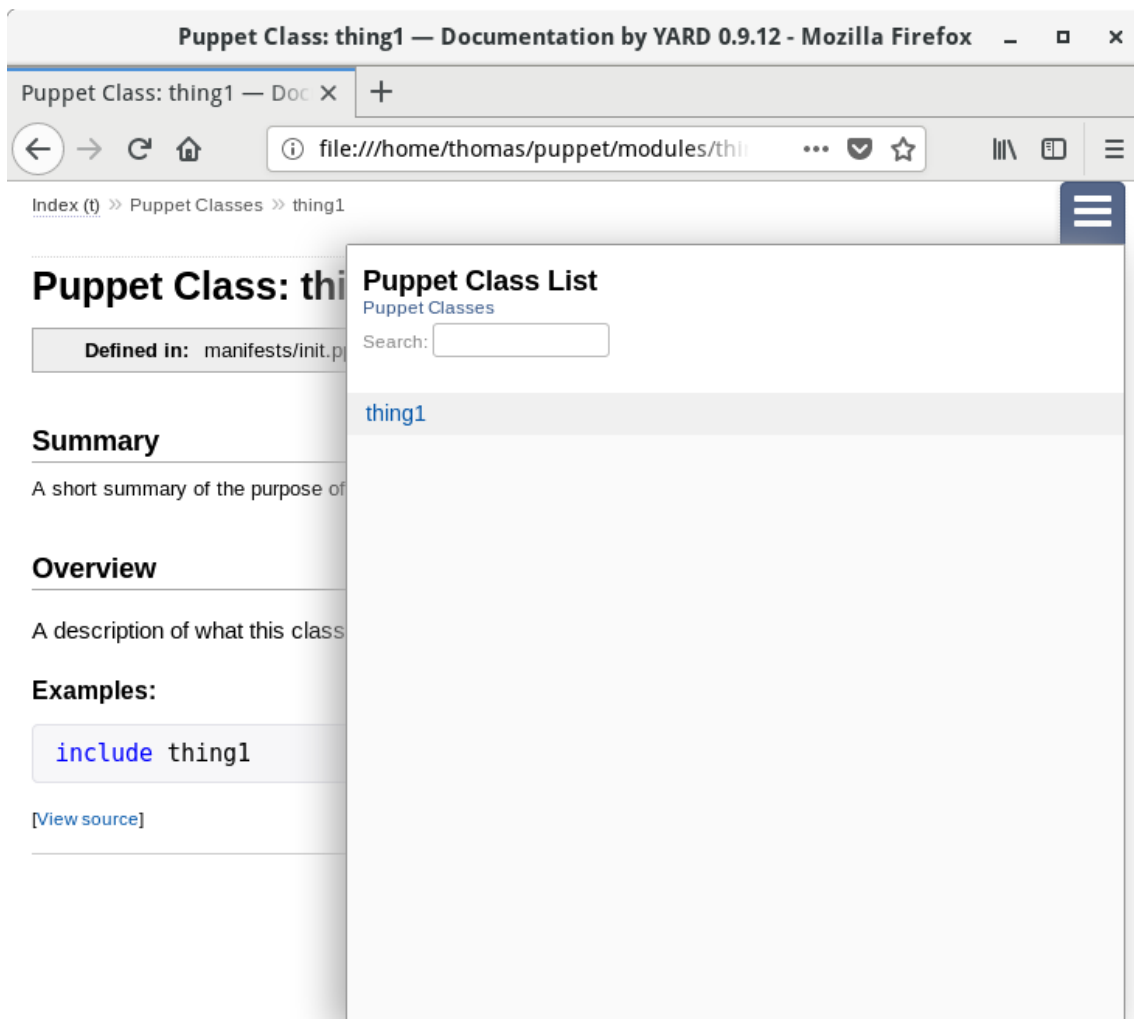 Puppet Class: thing1 — Documentation by YARD 0.9.12 - Mozilla Firefox
Puppet Class: thing1 — Doc
file:///home/thomas/puppet/modules/thi
Index (t) » Puppet Classes » thing1
Puppet Class: thi
Defined in: manifests/init.p
Summary
A short summary of the purpose of
Overview
A description of what this class
Examples:
include thing1
[View source]
Puppet Class List
Puppet Classes
Search:
thing1